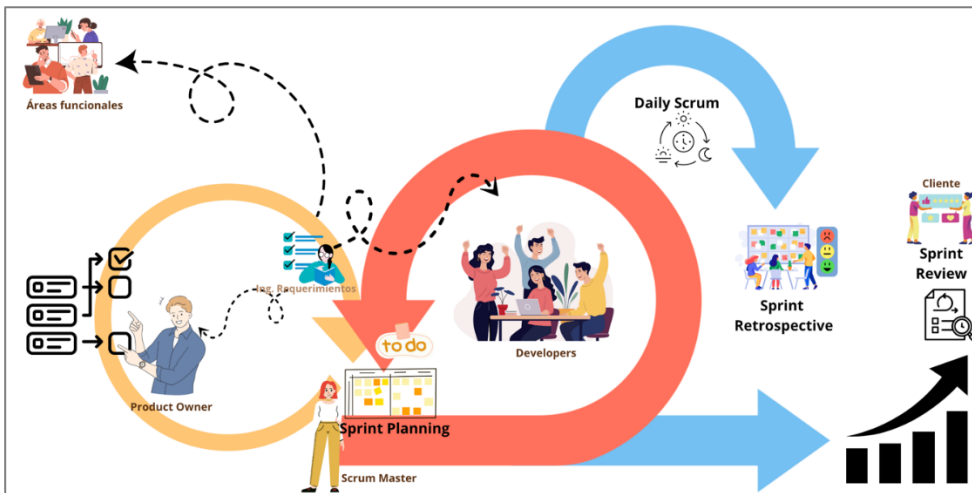 Áreas funcionales
Daily Scrum
Cliente
Sprint
Review
Ing. Requerimientos
to do
Sprint
Retrospective
Developers
Product Owner
Sprint Planning
Scrum Master